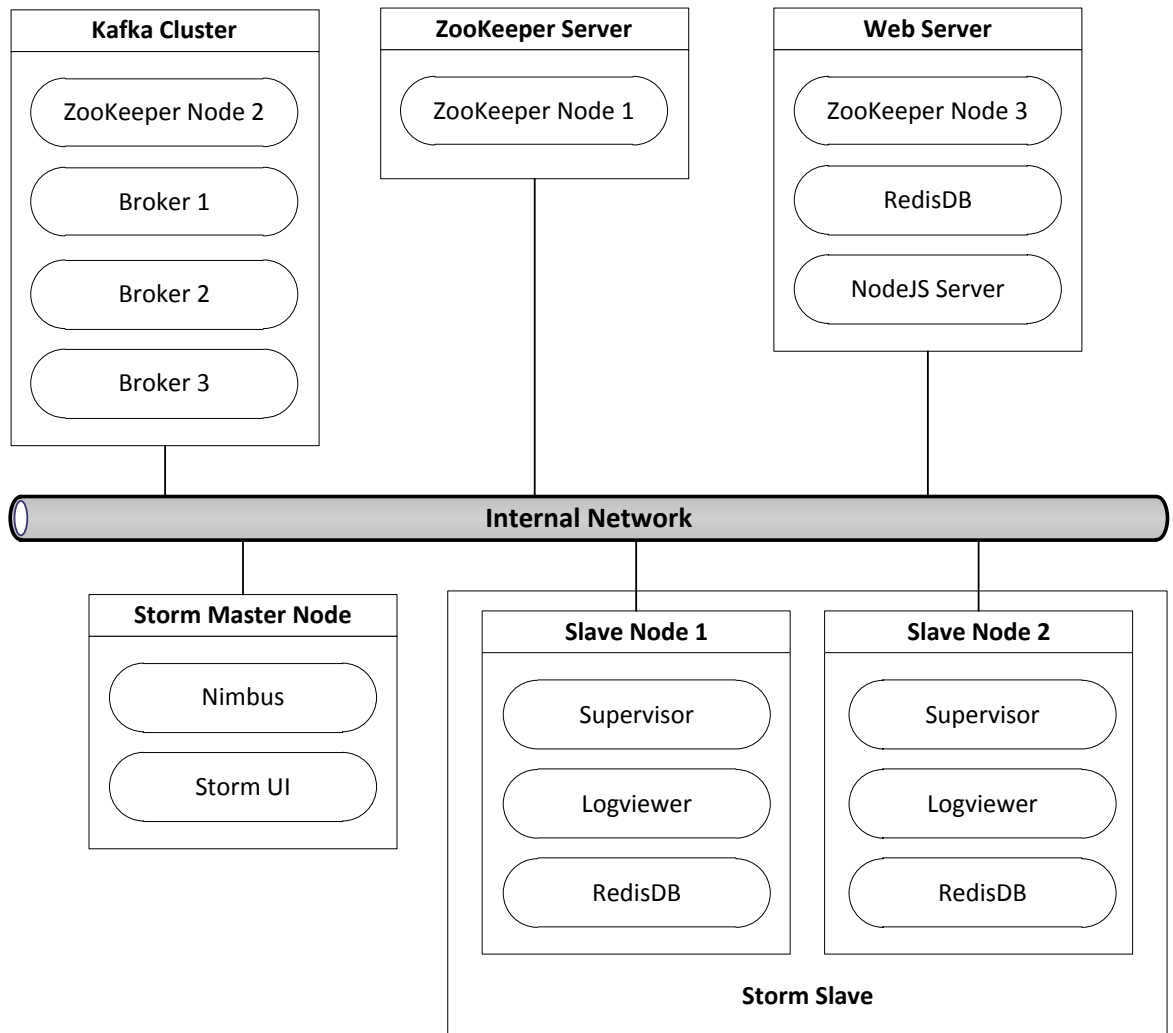 Kafka Cluster
ZooKeeper Node 2
Broker 1
Broker 2
Broker 3
ZooKeeper Server
ZooKeeper Node 1
Web Server
ZooKeeper Node 3
RedisDB
NodeJS Server
Internal Network
Storm Master Node
Nimbus
Storm UI
Slave Node 1
Supervisor
Logviewer
RedisDB
Slave Node 2
Supervisor
Logviewer
RedisDB
Storm Slave